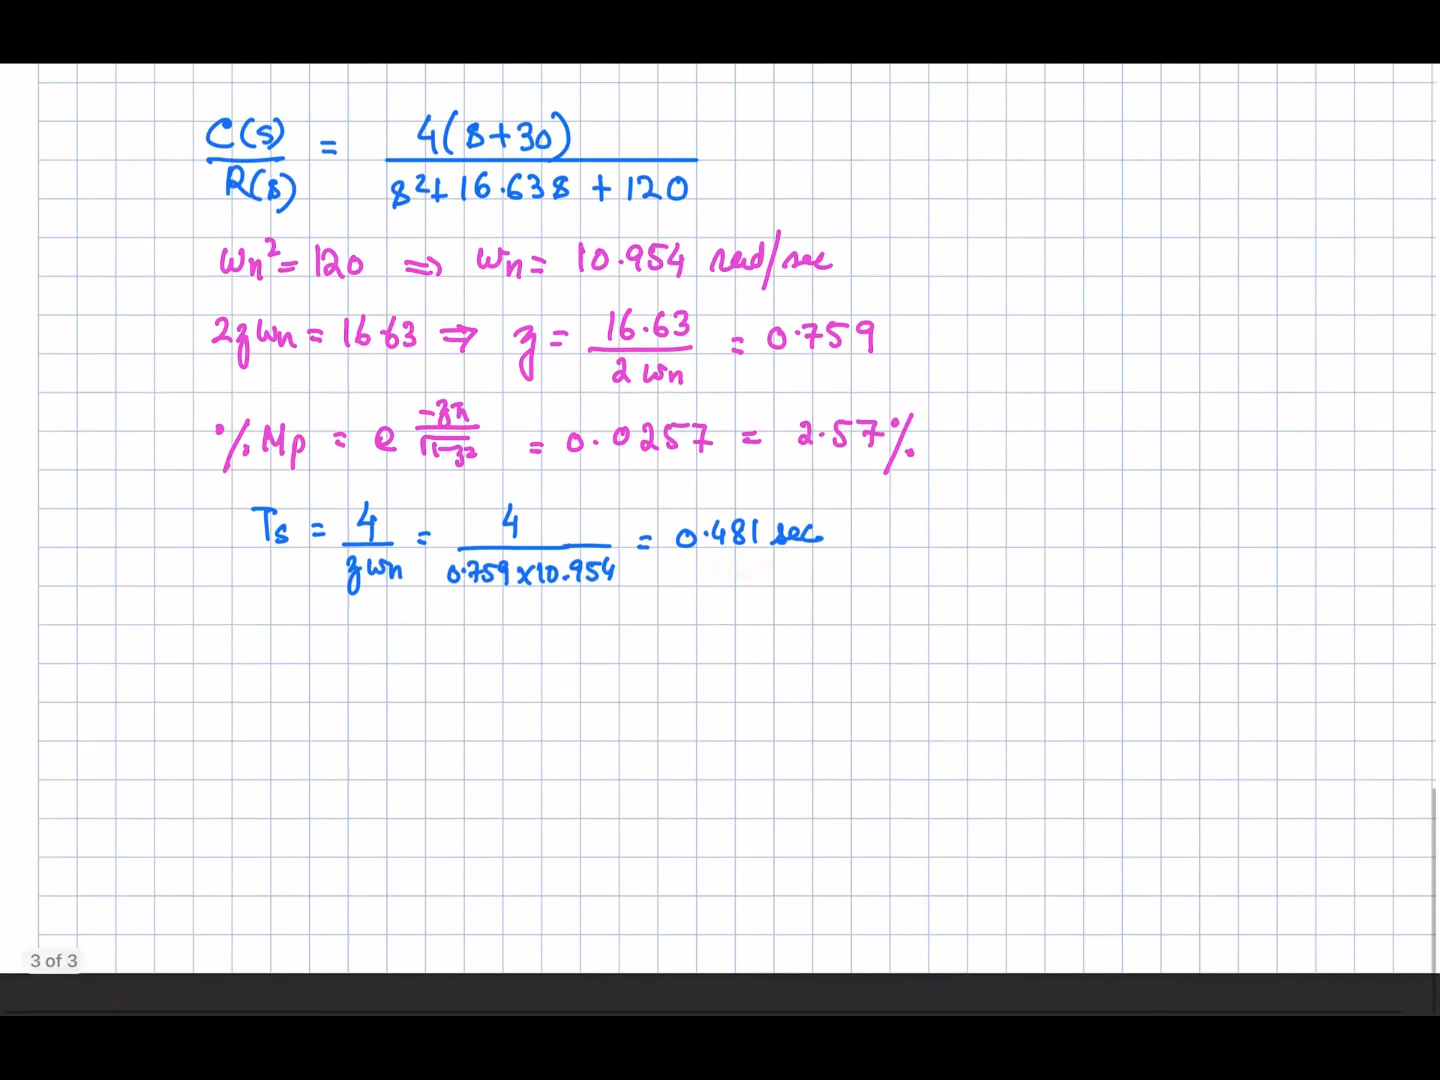 C(s)/R(s) = 4(s+30)/s²+16.63s+120
ωn²=120 ⇒ ωn= 10.954 rad/sec
2ζωn=16.63 ⇒ ζ= 16.63/2ωn = 0.759
% Mp = e^(-ζπ/√1-ζ²) = 0.0257 = 2.57%
Ts = 4/ζωn = 4/0.759×10.954 = 0.481 sec
3 of 3